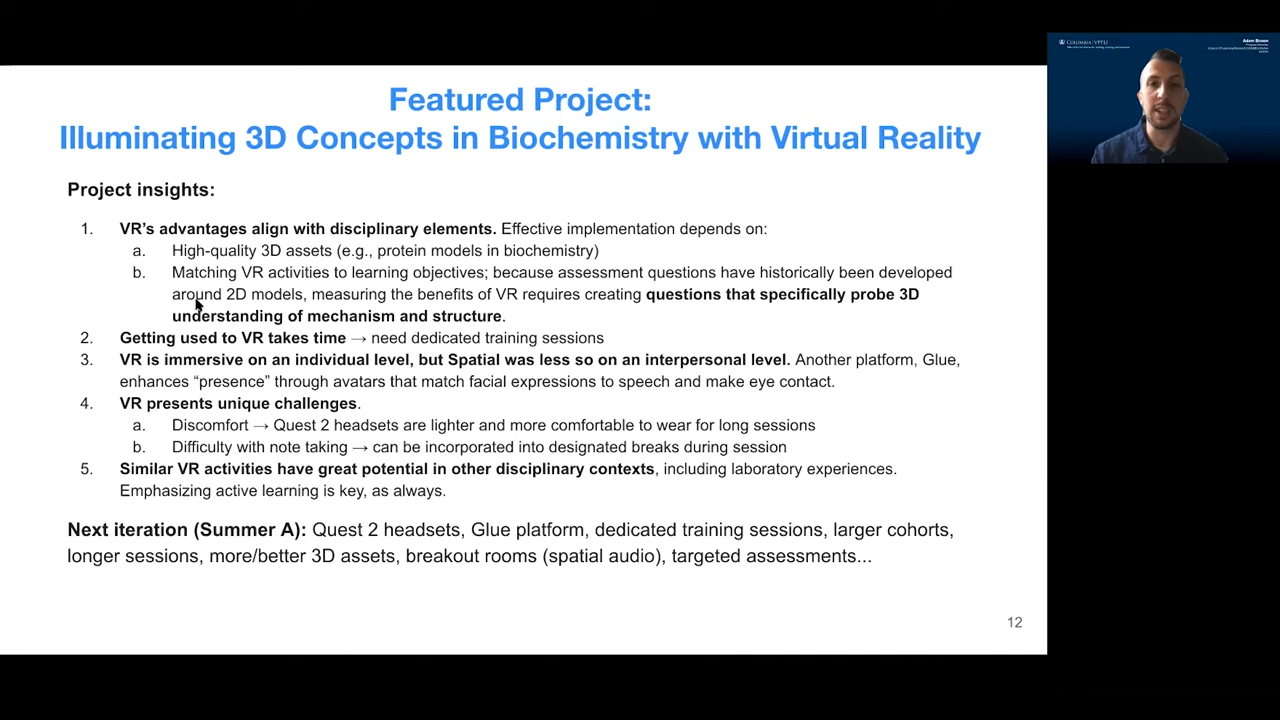 Featured Project:
Illuminating 3D Concepts in Biochemistry with Virtual Reality
Project insights:
1. VR's advantages align with disciplinary elements. Effective implementation depends on:
a. High-quality 3D assets (e.g., protein models in biochemistry)
b. Matching VR activities to learning objectives; because assessment questions have historically been developed
around 2D models, measuring the benefits of VR requires creating questions that specifically probe 3D
understanding of mechanism and structure.
2. Getting used to VR takes time → need dedicated training sessions
3. VR is immersive on an individual level, but Spatial was less so on an interpersonal level. Another platform, Glue,
enhances “presence” through avatars that match facial expressions to speech and make eye contact.
4. VR presents unique challenges.
a. Discomfort → Quest 2 headsets are lighter and more comfortable to wear for long sessions
b. Difficulty with note taking → can be incorporated into designated breaks during session
5. Similar VR activities have great potential in other disciplinary contexts, including laboratory experiences.
Emphasizing active learning is key, as always.
Next iteration (Summer A): Quest 2 headsets, Glue platform, dedicated training sessions, larger cohorts,
longer sessions, more/better 3D assets, breakout rooms (spatial audio), targeted assessments...
12
COLUMBIA | VPTLI
Adam Brown